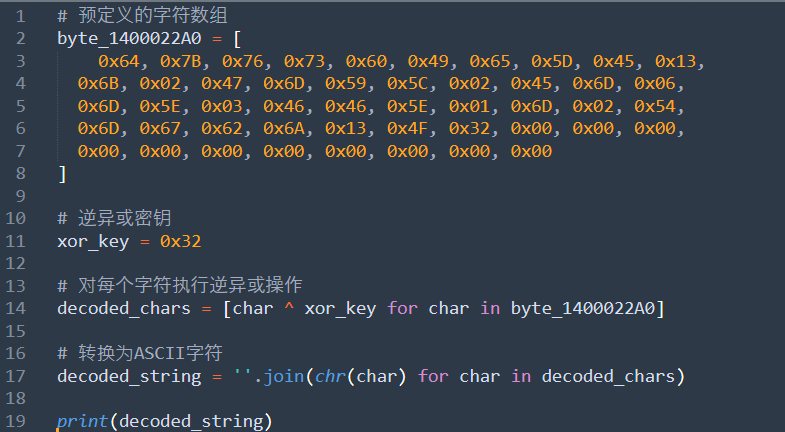 1 # 预定义的字符数组
2 byte_1400022A0 = [
3 0x64, 0x7B, 0x76, 0x73, 0x60, 0x49, 0x65, 0x5D, 0x45, 0x13,
4 0x6B, 0x02, 0x47, 0x6D, 0x59, 0x5C, 0x02, 0x45, 0x6D, 0x06,
5 0x6D, 0x5E, 0x03, 0x46, 0x46, 0x5E, 0x01, 0x6D, 0x02, 0x54,
6 0x6D, 0x67, 0x62, 0x6A, 0x13, 0x4F, 0x32, 0x00, 0x00, 0x00,
7 0x00, 0x00, 0x00, 0x00, 0x00, 0x00, 0x00, 0x00
8 ]
9
10 # 逆异或密钥
11 xor_key = 0x32
12
13 # 对每个字符执行逆异或操作
14 decoded_chars = [char ^ xor_key for char in byte_1400022A0]
15
16 # 转换为ASCII字符
17 decoded_string = ''.join(chr(char) for char in decoded_chars)
18
19 print(decoded_string)